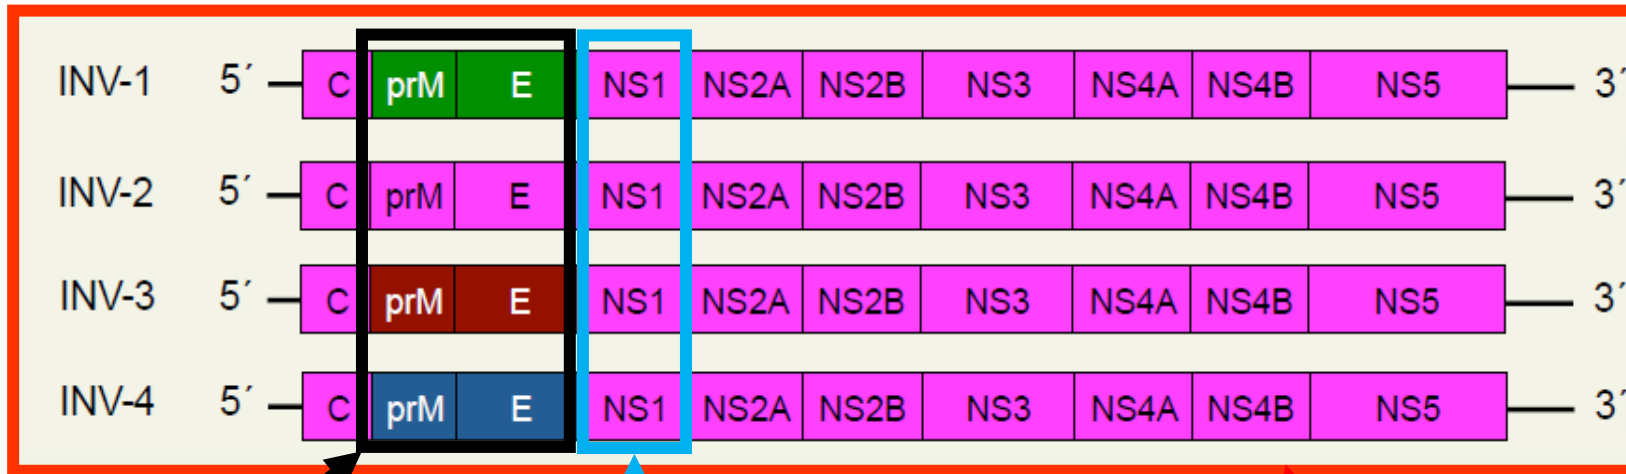 INV-1 5´ C prM E NS1 NS2A NS2B NS3 NS4A NS4B NS5 3´
INV-2 5´ C prM E NS1 NS2A NS2B NS3 NS4A NS4B NS5 3´
INV-3 5´ C prM E NS1 NS2A NS2B NS3 NS4A NS4B NS5 3´
INV-4 5´ C prM E NS1 NS2A NS2B NS3 NS4A NS4B NS5 3´